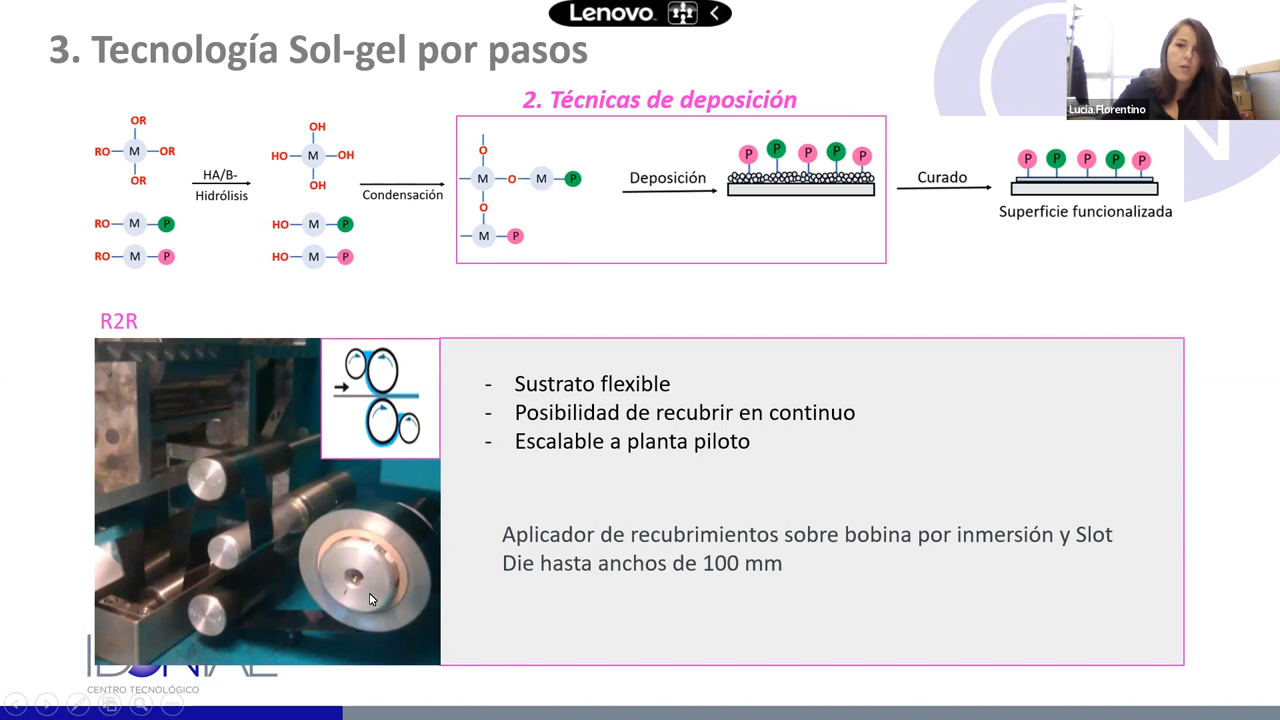 Lenovo
3. Tecnología Sol-gel por pasos
Lucía.Florentino
2. Técnicas de deposición
OR
RO M OR
OR
RO M P
RO M P
HA/B-
Hidrólisis
OH
HO M OH
OH
HO M P
HO M P
Condensación
O
M O M P
O
M P
Deposición
P P P P P
Curado
P P P P P
Superficie funcionalizada
R2R
- Sustrato flexible
- Posibilidad de recubrir en continuo
- Escalable a planta piloto
Aplicador de recubrimientos sobre bobina por inmersión y Slot
Die hasta anchos de 100 mm
CENTRO TECNOLÓGICO